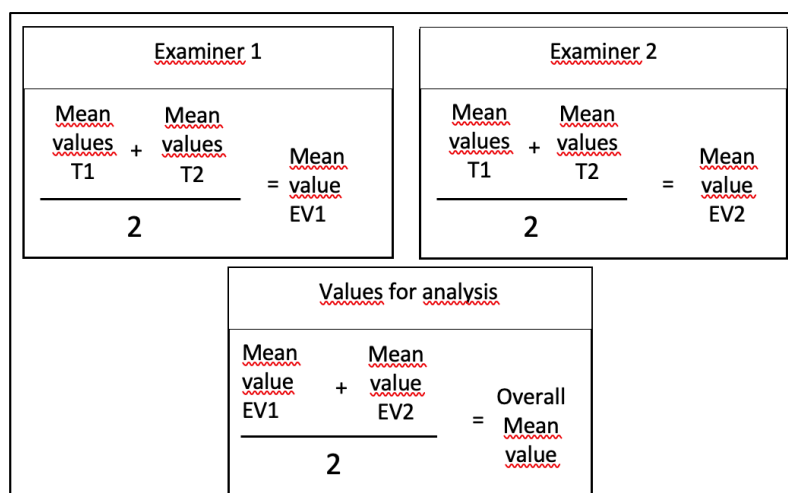 Examiner 1
Mean values T1 + Mean values T2
2
= Mean value EV1
Examiner 2
Mean values T1 + Mean values T2
2
= Mean value EV2
Values for analysis
Mean value EV1 + Mean value EV2
2
= Overall Mean value